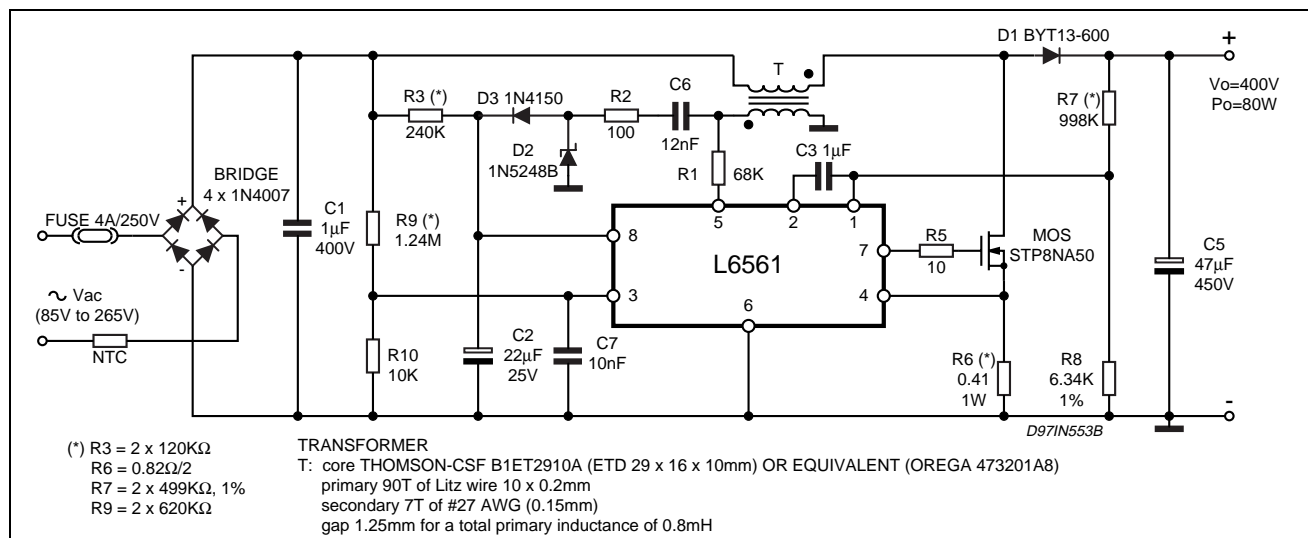 D1 BYT13-600
+
Vo=400V
Po=80W
T
C6
12nF
R3 (*)
240K
D3 1N4150
R2
100
R7 (*)
998K
D2
1N5248B
R1
68K
C3 1µF
BRIDGE
4 x 1N4007
+
-
FUSE 4A/250V
C1
1µF
400V
R9 (*)
1.24M
5
2
1
8
7
3
4
6
L6561
R5
10
MOS
STP8NA50
C5
47µF
450V
∿ Vac
(85V to 265V)
NTC
R10
10K
C2
22µF
25V
C7
10nF
R6 (*)
0.41
1W
R8
6.34K
1%
-
D97IN553B
(*) R3 = 2 x 120KΩ
R6 = 0.82Ω/2
R7 = 2 x 499KΩ, 1%
R9 = 2 x 620KΩ
TRANSFORMER
T: core THOMSON-CSF B1ET2910A (ETD 29 x 16 x 10mm) OR EQUIVALENT (OREGA 473201A8)
primary 90T of Litz wire 10 x 0.2mm
secondary 7T of #27 AWG (0.15mm)
gap 1.25mm for a total primary inductance of 0.8mH